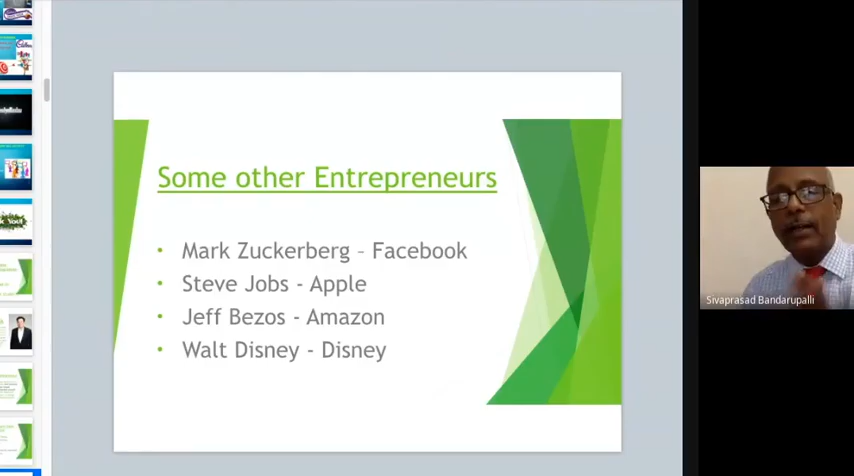 Some other Entrepreneurs
• Mark Zuckerberg – Facebook
• Steve Jobs - Apple
• Jeff Bezos - Amazon
• Walt Disney - Disney
Sivaprasad Bandarupalli